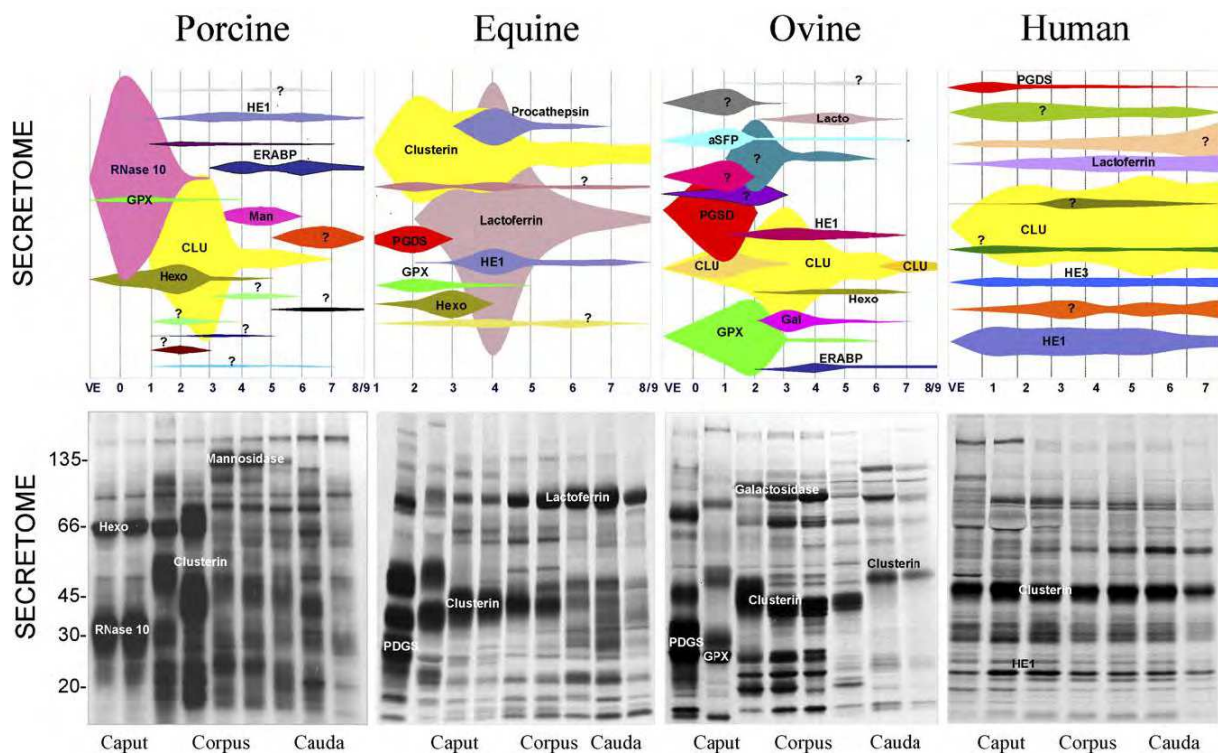 Porcine Equine Ovine Human
SECRETOME
?
HE1
ERABP
RNase 10
GPX
Man
?
CLU
Hexo
?
?
?
?
?
VE 0 1 2 3 4 5 6 7 8/9
Procathepsin
Clusterin
?
Lactoferrin
PGDS
HE1
GPX
Hexo
?
VE 0 1 2 3 4 5 6 7 8/9
?
?
Lacto
aSFP
?
?
?
PGSD
HE1
CLU
CLU
CLU
Hexo
GPX
Gal
ERABP
VE 0 1 2 3 4 5 6 7 8/9
PGDS
?
?
Lactoferrin
?
CLU
?
HE3
?
HE1
VE 1 2 3 4 5 6 7
SECRETOME
135-
66-
45-
30-
20-
Mannosidase
Hexo
Clusterin
RNase 10
Lactoferrin
Clusterin
PDGS
Galactosidase
Clusterin
Clusterin
PDGS
GPX
Clusterin
HE1
Caput Corpus Cauda Caput Corpus Cauda Caput Corpus Cauda Caput Corpus Cauda